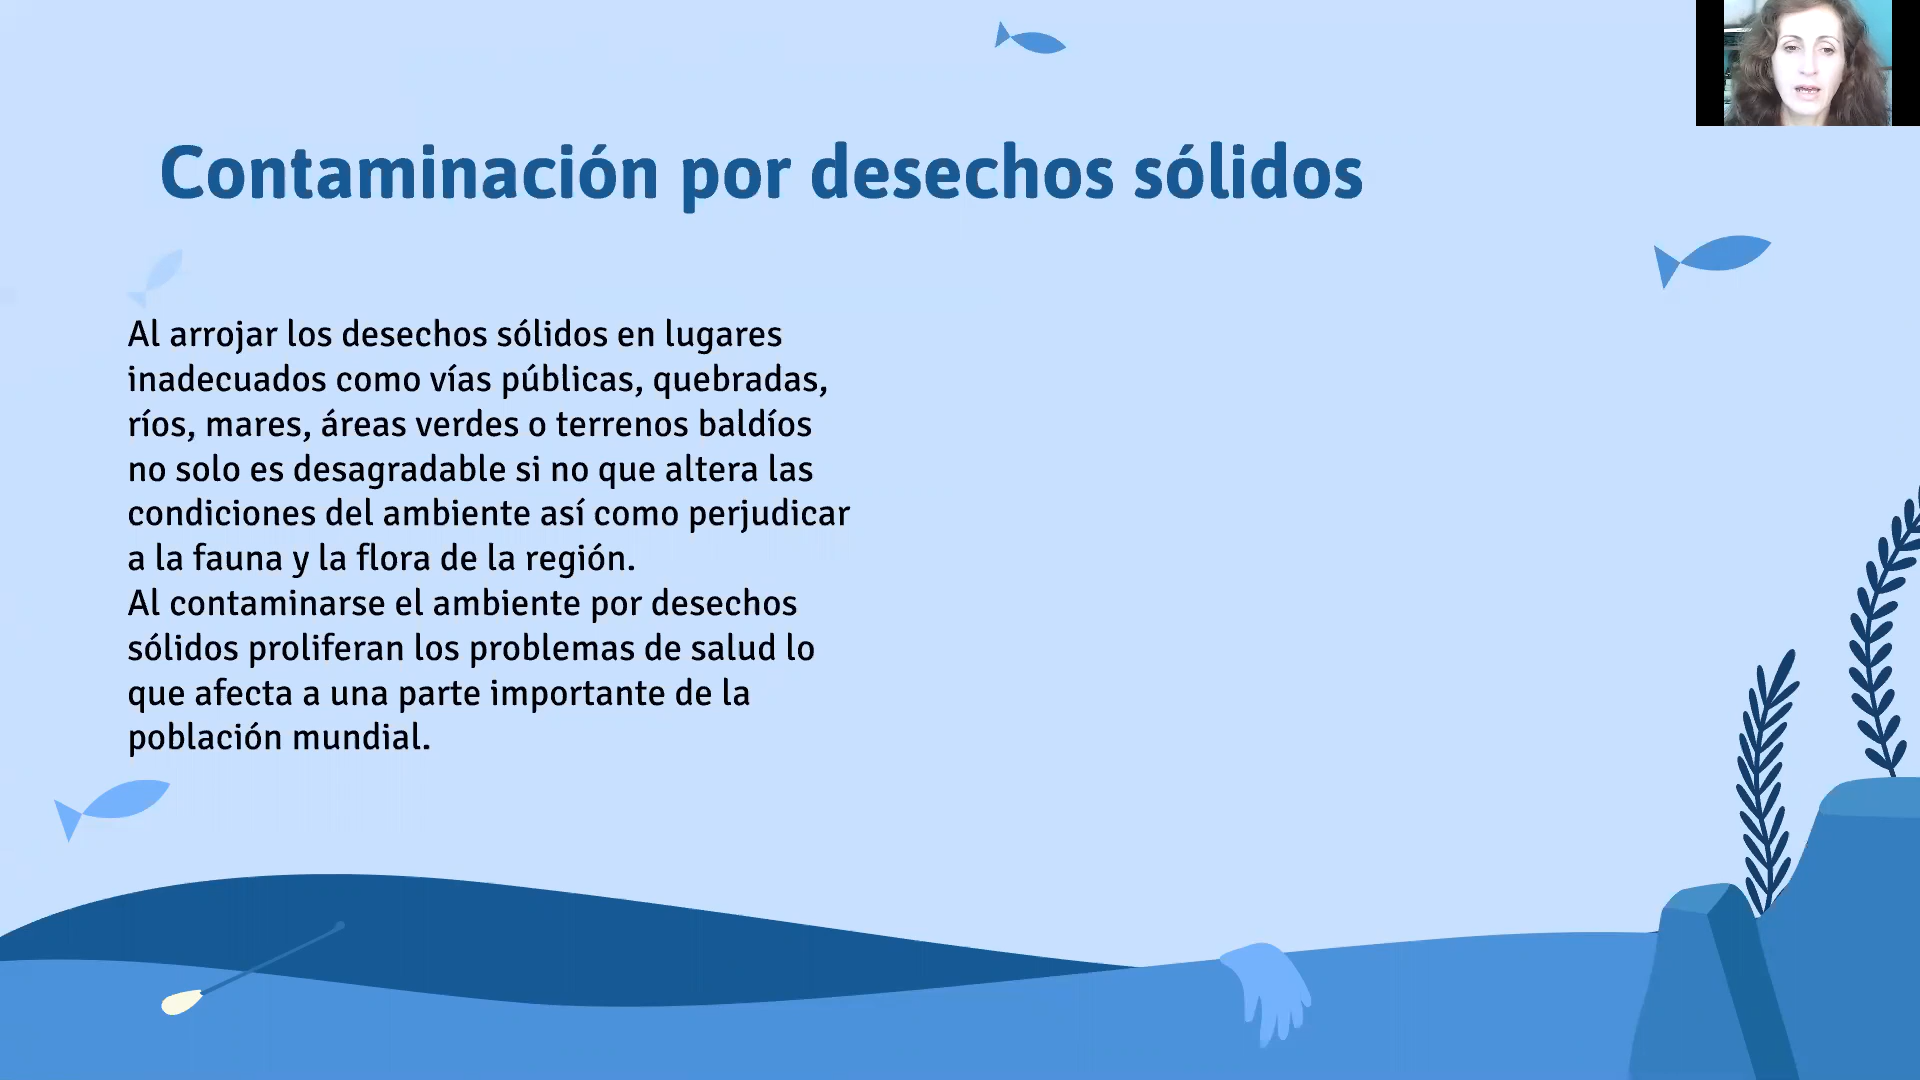 Contaminación por desechos sólidos
Al arrojar los desechos sólidos en lugares
inadecuados como vías públicas, quebradas,
ríos, mares, áreas verdes o terrenos baldíos
no solo es desagradable si no que altera las
condiciones del ambiente así como perjudicar
a la fauna y la flora de la región.
Al contaminarse el ambiente por desechos
sólidos proliferan los problemas de salud lo
que afecta a una parte importante de la
población mundial.